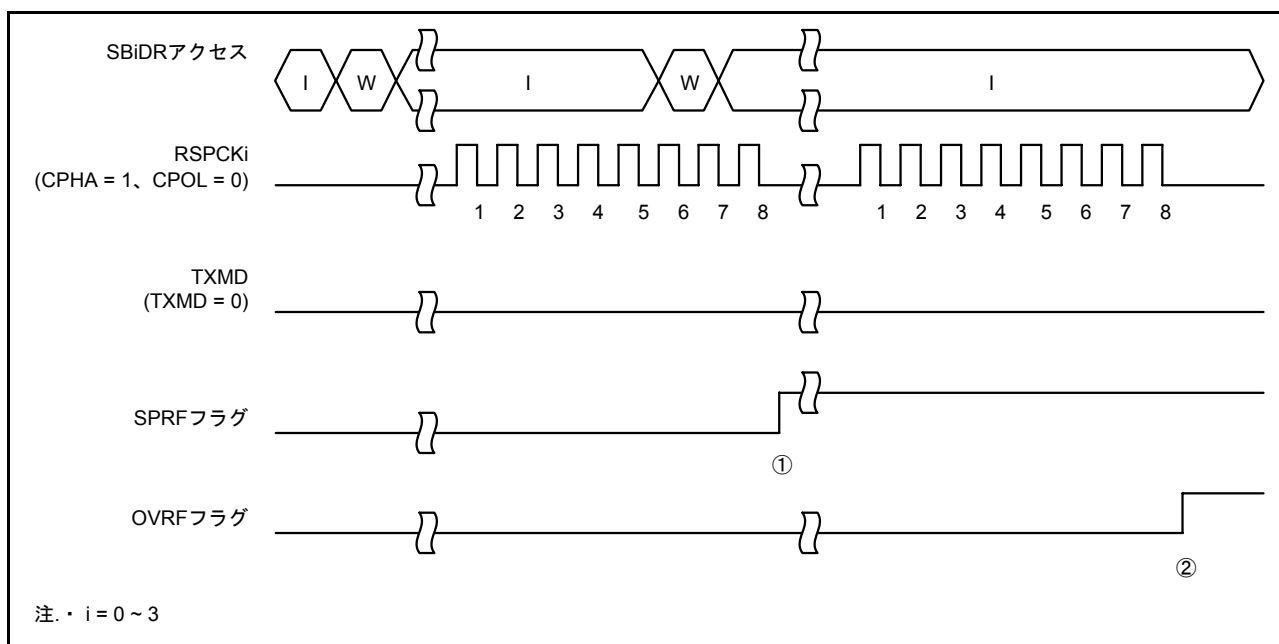 SBiDRアクセス
I W I W I
RSPCKi
(CPHA = 1、CPOL = 0)
1 2 3 4 5 6 7 8 1 2 3 4 5 6 7 8
TXMD
(TXMD = 0)
SPRFフラグ
①
OVRFフラグ
②
注.・ i = 0 ~ 3